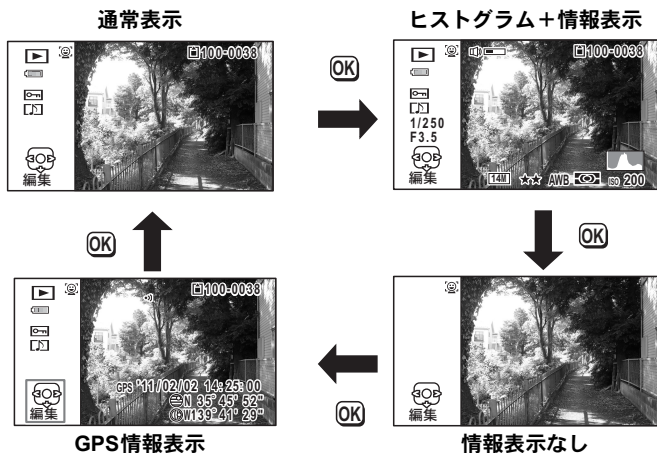 通常表示
100-0038
編集
OK
ヒストグラム＋情報表示
100-0038
1/250
F3.5
編集
14M ★★ AWB ISO 200
OK
OK
100-0038
GPS '11/02/02 14:25:00
N 35°45'52"
W139°41'29"
編集
GPS情報表示
OK
情報表示なし